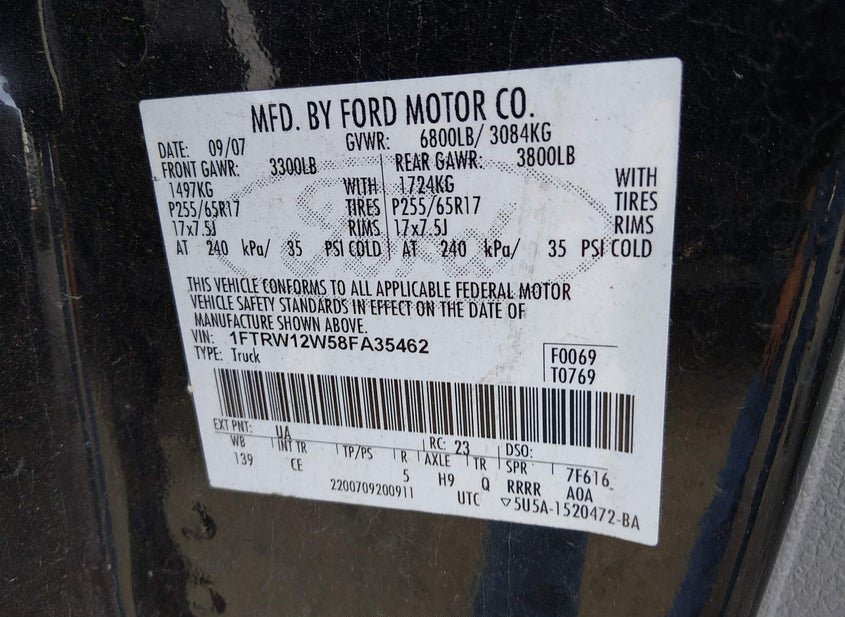 MFD. BY FORD MOTOR CO.
DATE: 09/07 GVWR: 6800LB/ 3084KG
FRONT GAWR: 3300LB REAR GAWR: 3800LB
1497KG WITH 1724KG WITH
P255/65R17 TIRES P255/65R17 TIRES
17x7.5J RIMS 17x7.5J RIMS
AT 240 kPa/ 35 PSI COLD AT 240 kPa/ 35 PSI COLD
THIS VEHICLE CONFORMS TO ALL APPLICABLE FEDERAL MOTOR
VEHICLE SAFETY STANDARDS IN EFFECT ON THE DATE OF
MANUFACTURE SHOWN ABOVE.
VIN: 1FTRW12W58FA35462 F0069
TYPE: Truck T0769
EXT PNT: UA RC: 23 DSO:
WB INT TR TP/PS R AXLE TR SPR 7F616
139 CE 5 H9 Q RRRR A0A
2200709200911 UTC ▽5U5A-1520472-BA